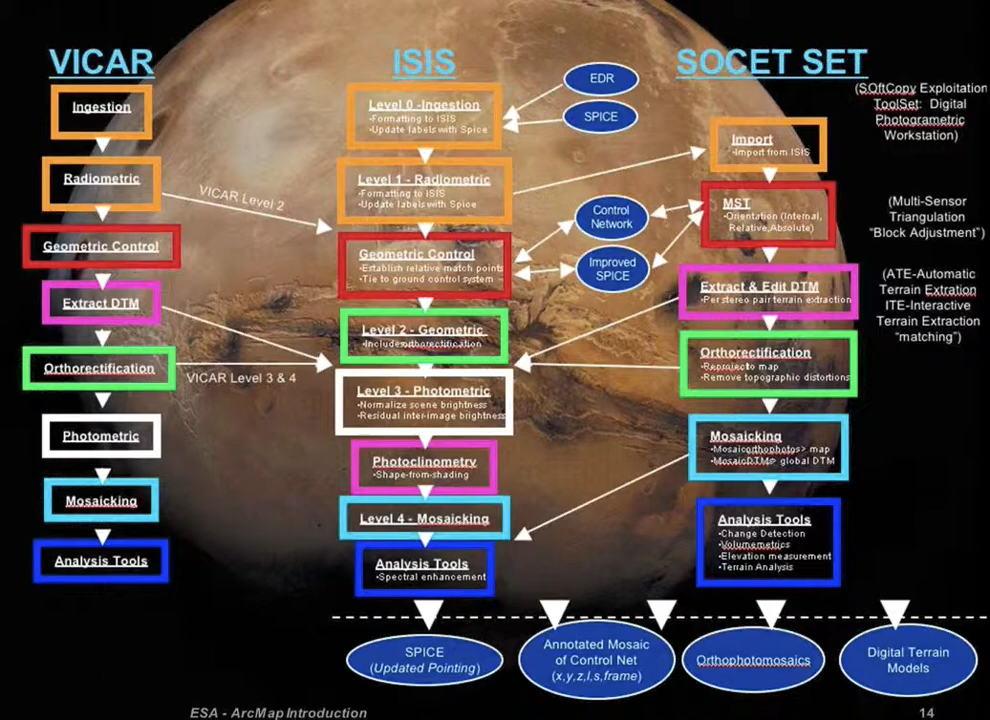 VICAR
Ingestion
Radiometric
Geometric Control
Extract DTM
Orthorectification
Photometric
Mosaicking
Analysis Tools
VICAR Level 2
VICAR Level 3 & 4
ISIS
Level 0 -Ingestion
•Formatting to ISIS
•Update labels with Spice
Level 1 - Radiometric
•Formatting to ISIS
•Update labels with Spice
Geometric Control
•Establish relative match points
•Tie to ground control system
Level 2 - Geometric
•Includes orthorectification
Level 3 - Photometric
•Normalize scene brightness
•Residual inter-image brightness
Photoclinometry
•Shape-from-shading
Level 4 - Mosaicking
Analysis Tools
•Spectral enhancement
EDR
SPICE
Control
Network
Improved
SPICE
SOCET SET
Import
•Import from ISIS
MST
•Orientation (Internal,
Relative,Absolute)
Extract & Edit DTM
•Per stereo pair terrain extraction
Orthorectification
•Reproject to map
•Remove topographic distortions
Mosaicking
•Mosaic orthophotos > map
•Mosaic DTMs > global DTM
Analysis Tools
•Change Detection
•Volumemetrics
•Elevation measurement
•Terrain Analysis
(SOftCopy Exploitation
ToolSet: Digital
Photogrametric
Workstation)
(Multi-Sensor
Triangulation
“Block Adjustment”)
(ATE-Automatic
Terrain Extration
ITE-Interactive
Terrain Extraction
“matching”)
SPICE
(Updated Pointing)
Annotated Mosaic
of Control Net
(x,y,z,l,s,frame)
Orthophotomosaics
Digital Terrain
Models
ESA - ArcMap Introduction
14